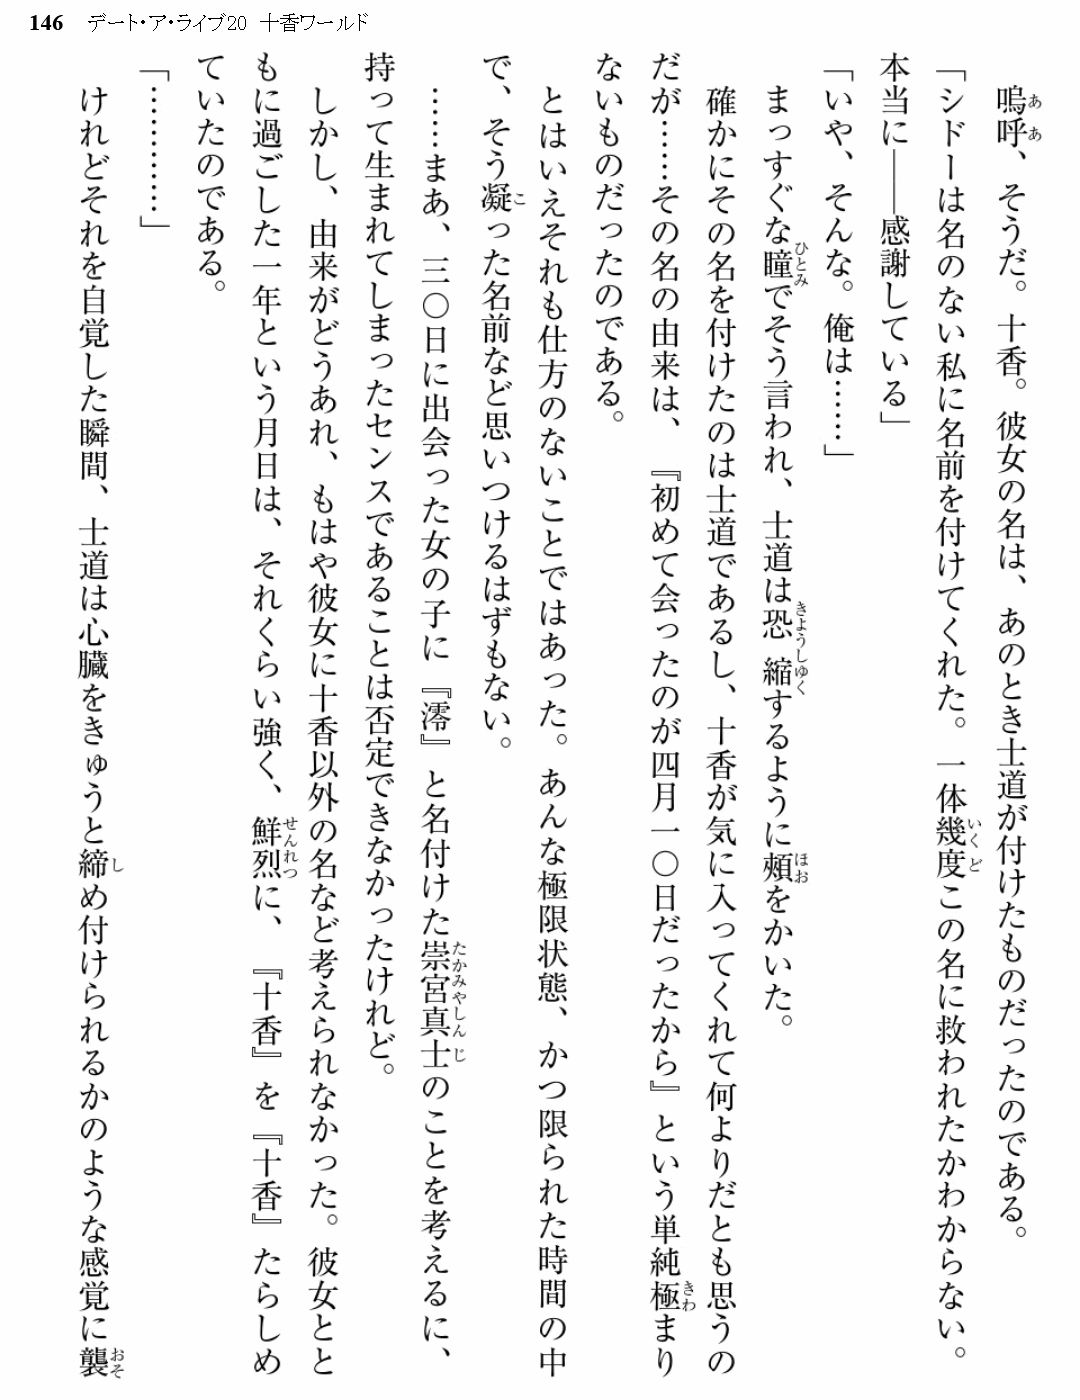 146 デート・ア・ライブ20 十香ワールド
嗚呼、そうだ。十香。彼女の名は、あのとき士道が付けたものだったのである。
「シドーは名のない私に名前を付けてくれた。一体幾度この名に救われたかわからない。
本当に――感謝している」
「いや、そんな。俺は……」
まっすぐな瞳でそう言われ、士道は恐縮するように頰をかいた。
確かにその名を付けたのは士道であるし、十香が気に入ってくれて何よりだとも思うの
だが……その名の由来は、『初めて会ったのが四月一〇日だったから』という単純極まり
ないものだったのである。
とはいえそれも仕方のないことではあった。あんな極限状態、かつ限られた時間の中
で、そう凝った名前など思いつけるはずもない。
……まあ、三〇日に出会った女の子に『澪』と名付けた崇宮真士のことを考えるに、
持って生まれてしまったセンスであることは否定できなかったけれど。
しかし、由来がどうあれ、もはや彼女に十香以外の名など考えられなかった。彼女とと
もに過ごした一年という月日は、それくらい強く、鮮烈に、『十香』を『十香』たらしめ
ていたのである。
「…………」
けれどそれを自覚した瞬間、士道は心臓をきゅうと締め付けられるかのような感覚に襲